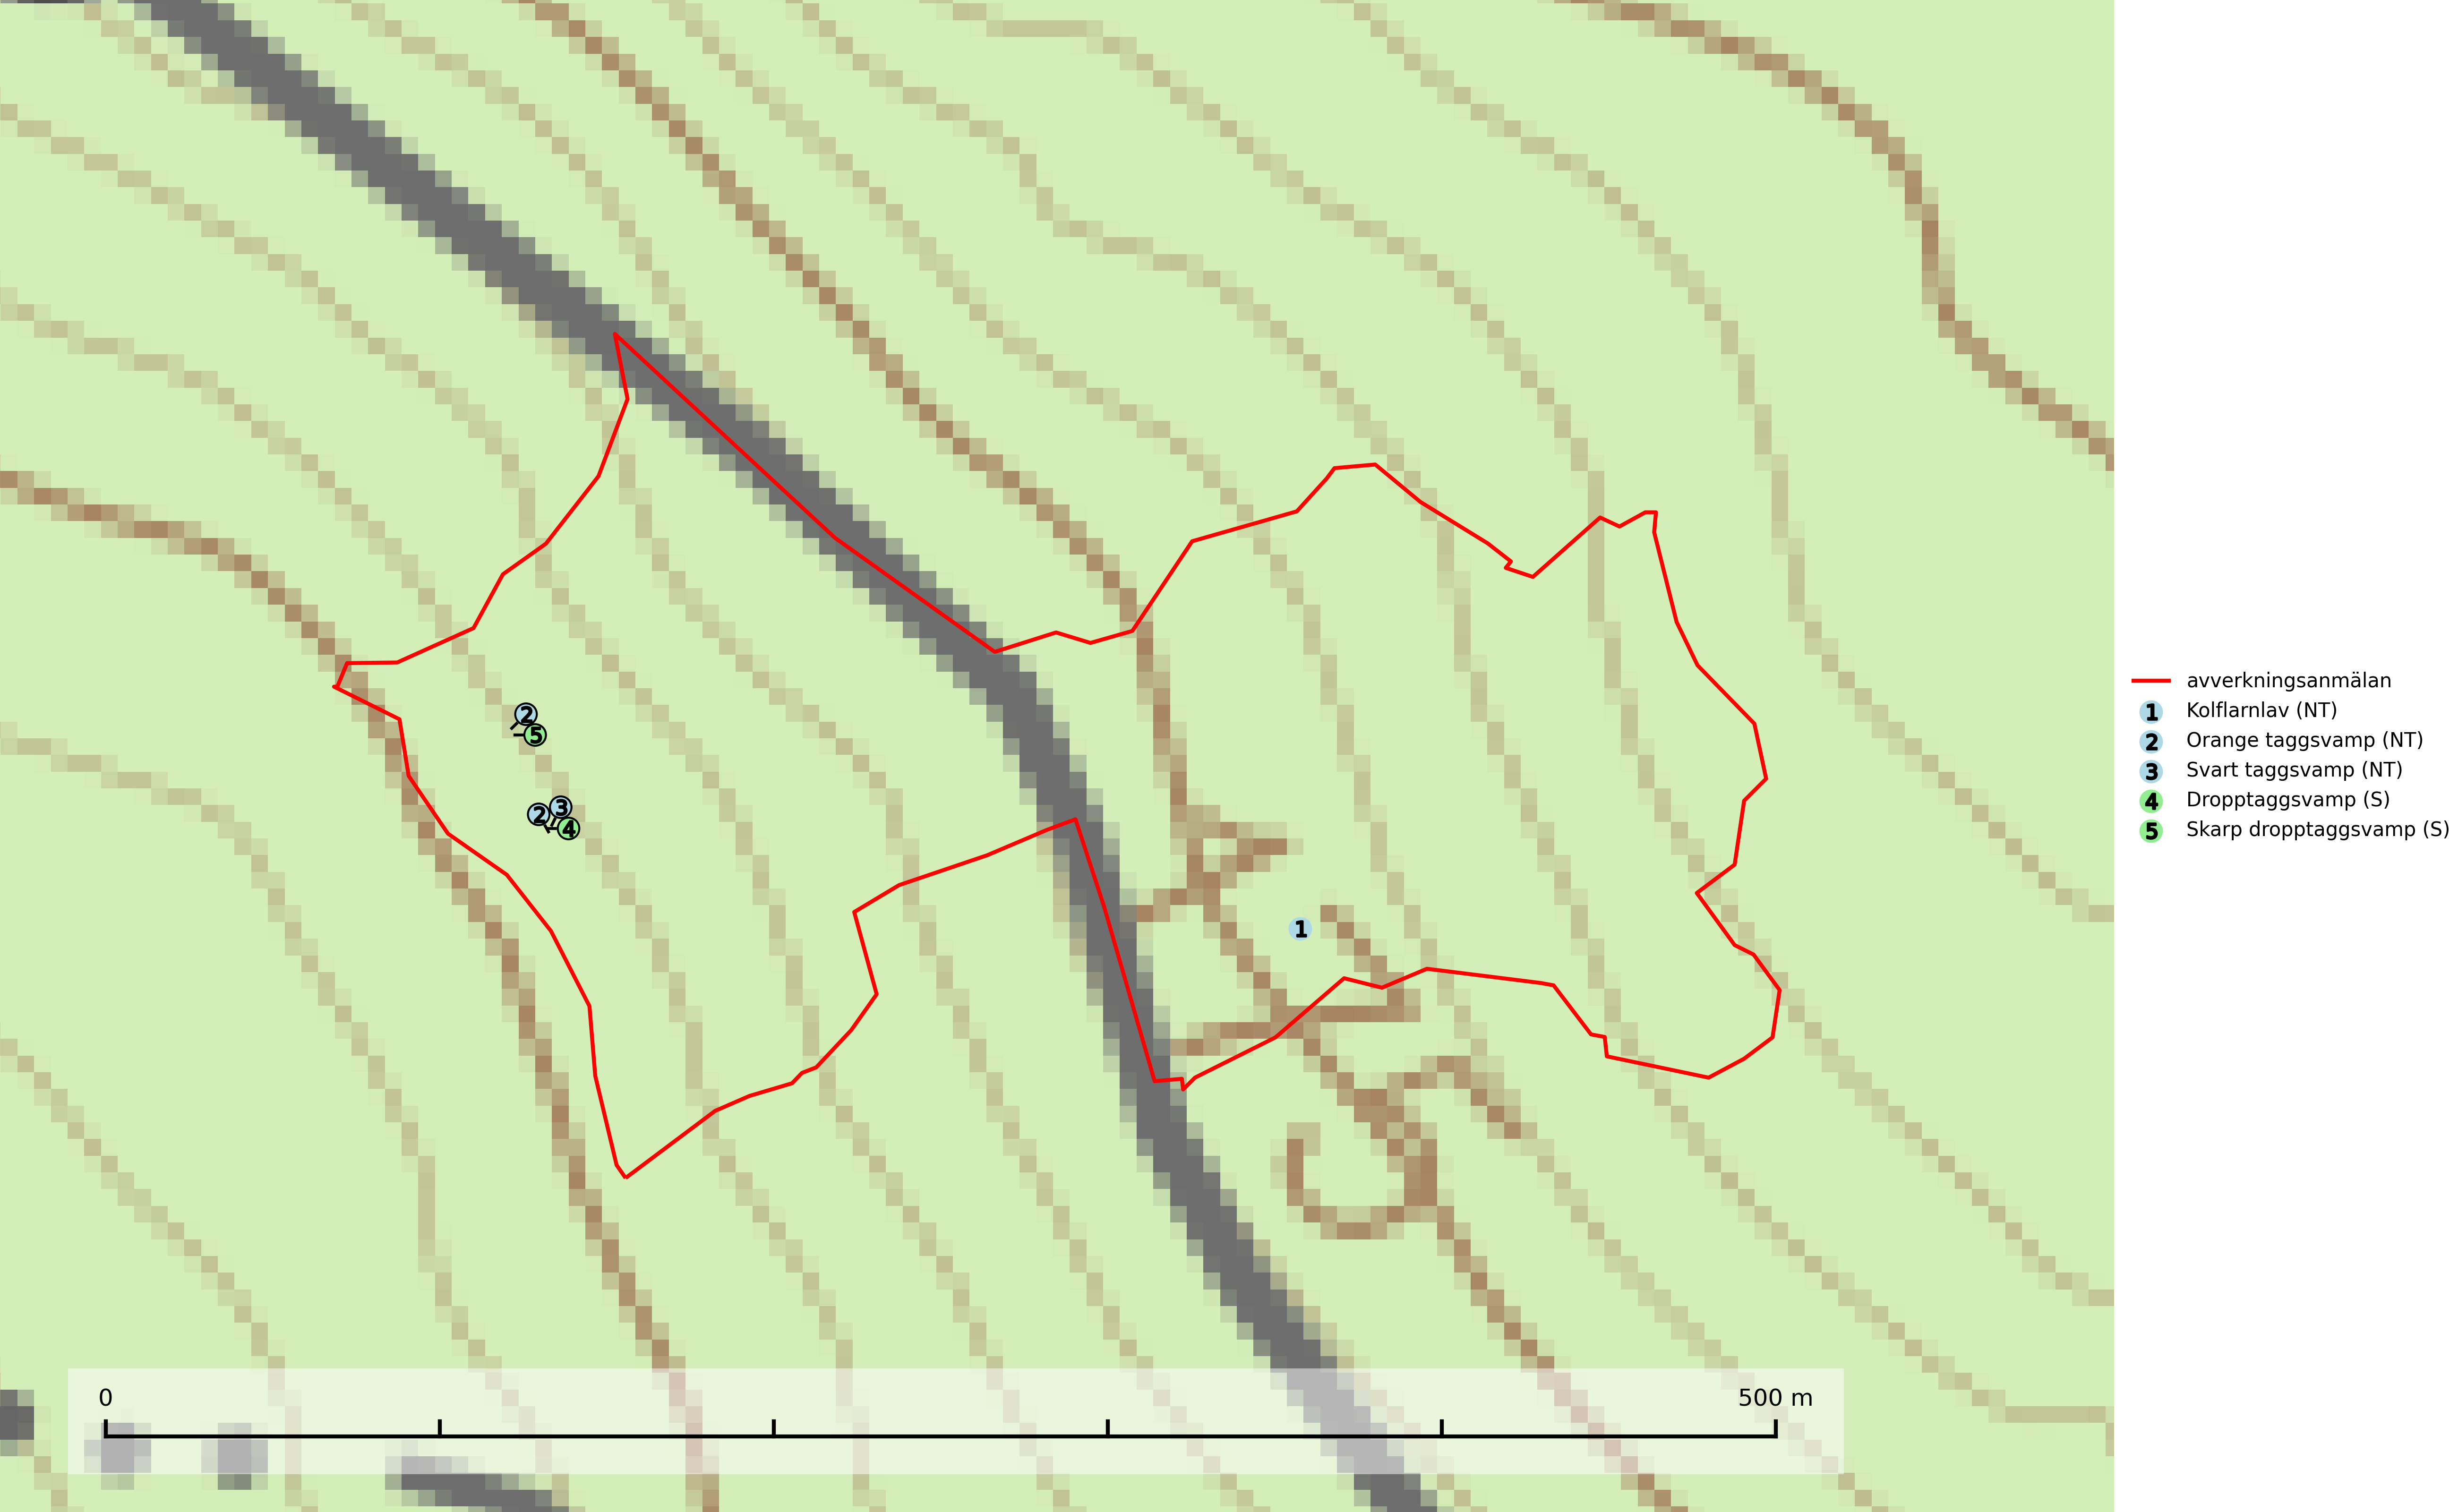 2
5
2 3
4
1
avverkningsanmälan
1 Kolflarnlav (NT)
2 Orange taggsvamp (NT)
3 Svart taggsvamp (NT)
4 Dropptaggsvamp (S)
5 Skarp dropptaggsvamp (S)
0 500 m